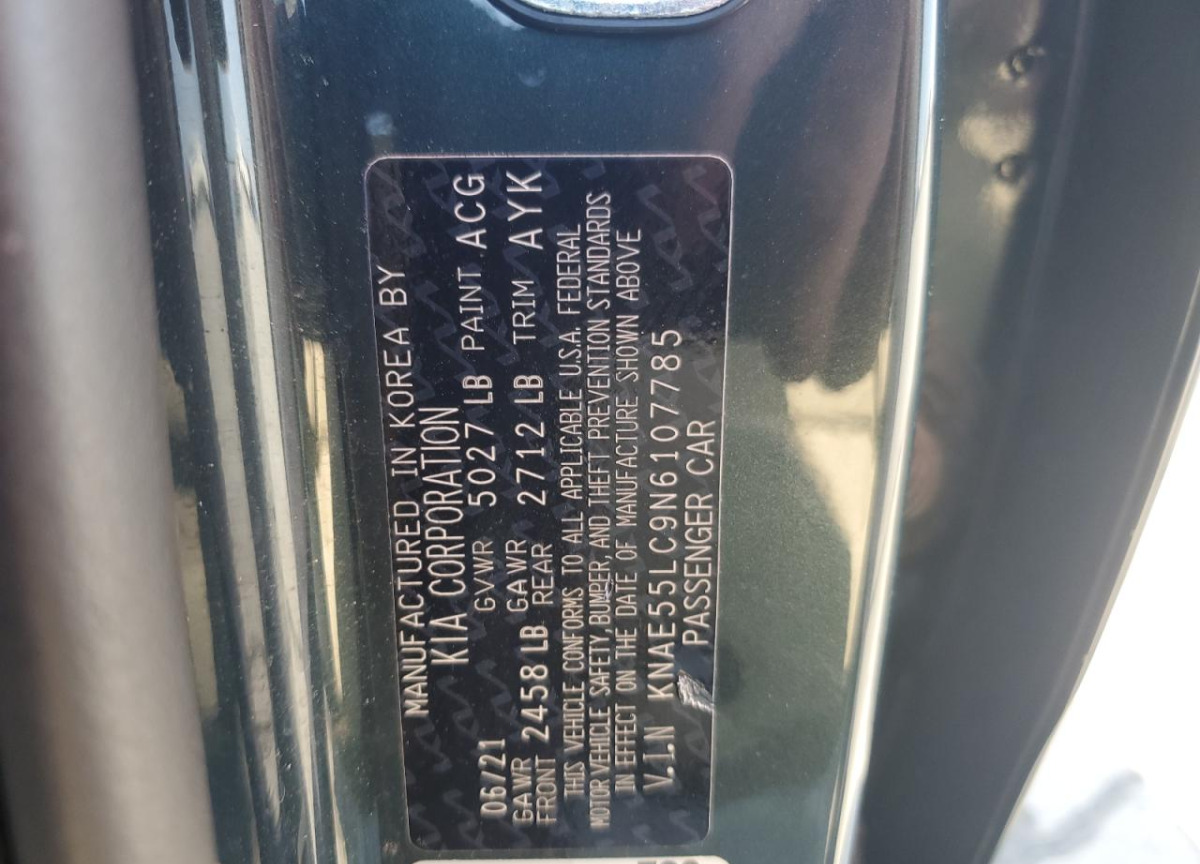 MANUFACTURED IN KOREA BY
KIA CORPORATION
06/21 GVWR 5027 LB PAINT ACG
GAWR FRONT 2458 LB GAWR REAR 2712 LB TRIM AYK
THIS VEHICLE CONFORMS TO ALL APPLICABLE U.S.A. FEDERAL
MOTOR VEHICLE SAFETY, BUMPER, AND THEFT PREVENTION STANDARDS
IN EFFECT ON THE DATE OF MANUFACTURE SHOWN ABOVE
V.I.N KNAE55LC9N6107785
PASSENGER CAR